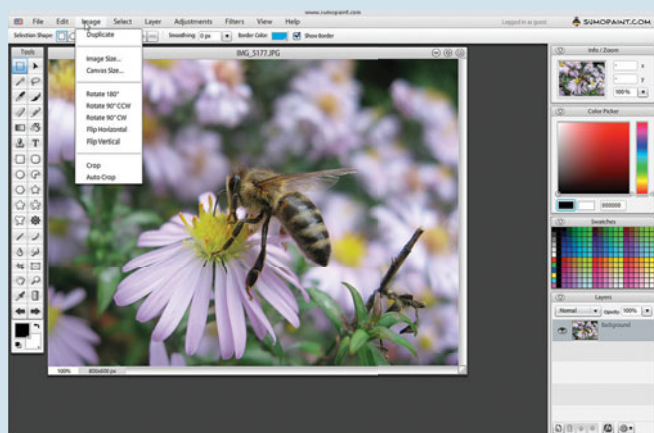 www.sumopaint.com
File Edit Image Select Layer Adjustments Filters View Help Logged in as guest SUMOPAINT.COM
Selection Shape: Smoothing: 0 px Border Color: Show Border
Duplicate
Image Size...
Canvas Size...
Rotate 180°
Rotate 90° CCW
Rotate 90° CW
Flip Horizontal
Flip Vertical
Crop
Auto Crop
Tools
T
IMG_5177.JPG
100% 800x600 px
Info / Zoom
x
y
100%
Color Picker
000000
Swatches
Layers
Normal Opacity: 100%
Background